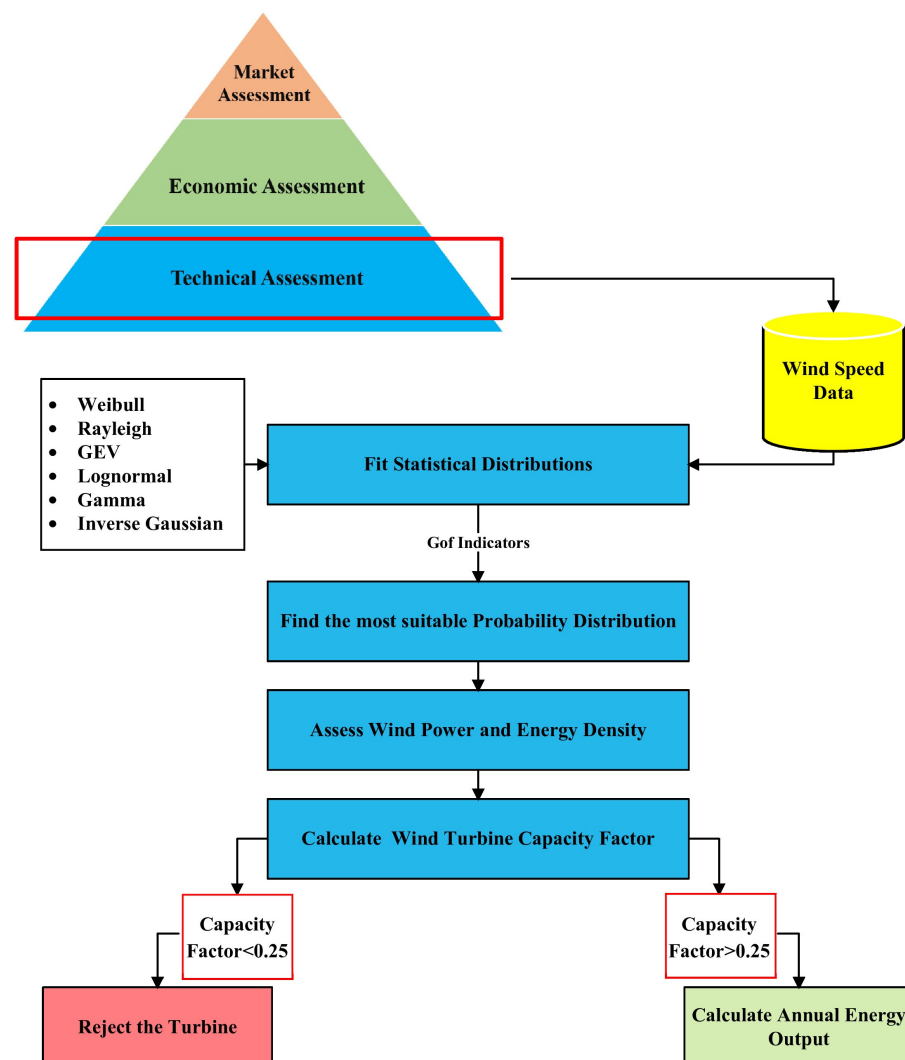 Market
Assessment
Economic Assessment
Technical Assessment
Wind Speed
Data
• Weibull
• Rayleigh
• GEV
• Lognormal
• Gamma
• Inverse Gaussian
Fit Statistical Distributions
Gof Indicators
Find the most suitable Probability Distribution
Assess Wind Power and Energy Density
Calculate Wind Turbine Capacity Factor
Capacity
Factor<0.25
Capacity
Factor>0.25
Reject the Turbine
Calculate Annual Energy
Output